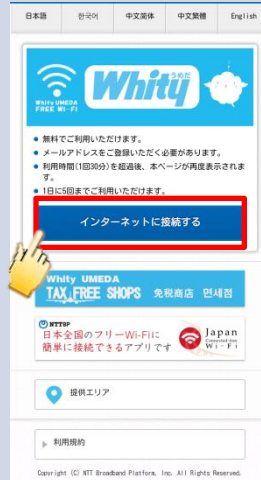 日本語 한국어 中文简体 中文繁體 English
Whity うめだ
Whity UMEDA
FREE WI-FI
無料でご利用いただけます。
メールアドレスをご登録いただく必要があります。
利用時間(1回30分)を超過後、本ページが再度表示されます。
1日に5回までご利用いただけます。
インターネットに接続する
Whity UMEDA
TAX FREE SHOPS 免税商店 면세점
NTTBP
日本全国のフリーWi-Fiに
簡単に接続できるアプリです
Japan
Connected-free
Wi-Fi
提供エリア
利用規約
Copyright (C) NTT Broadband Platform, Inc. All Rights Reserved.